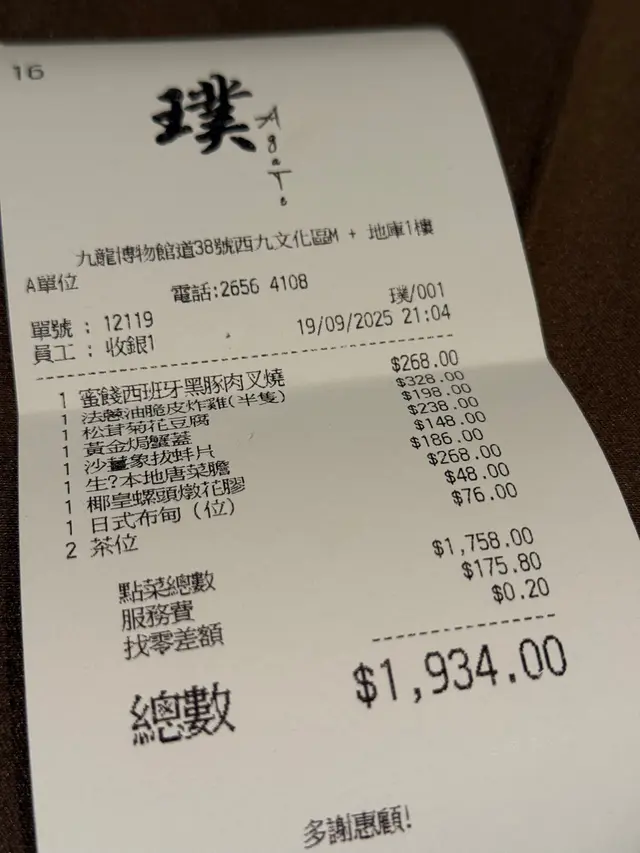 16
璞
AgaTe
九龍博物館道38號西九文化區M + 地庫1樓
A單位 電話:2656 4108
單號 : 12119 璞/001
員工 : 收銀1 19/09/2025 21:04
1 蜜餞西班牙黑豚肉叉燒 $268.00
1 法蔥油脆皮炸雞(半隻) $328.00
1 松茸菊花豆腐 $198.00
1 黃金焗蟹蓋 $238.00
1 沙薑象拔蚌片 $148.00
1 生?本地唐菜膽 $186.00
1 椰皇螺頭燉花膠 $268.00
1 日式布甸 (位) $48.00
2 茶位 $76.00
點菜總數 $1,758.00
服務費 $175.80
找零差額 $0.20
總數 $1,934.00
多謝惠顧!